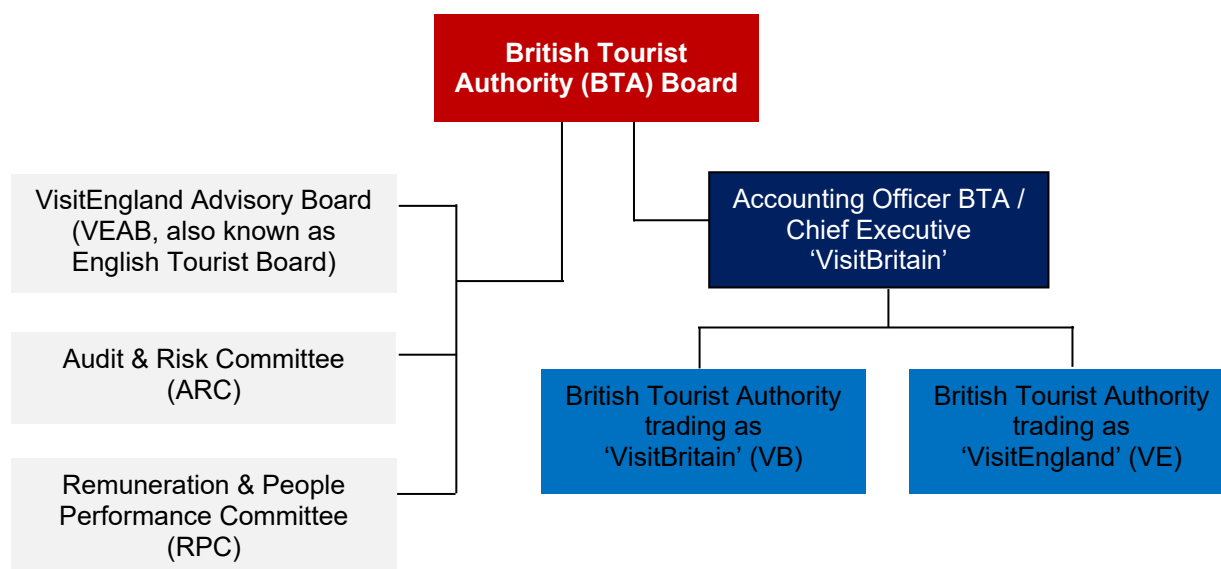 British Tourist
Authority (BTA) Board
VisitEngland Advisory Board
(VEAB, also known as
English Tourist Board)
Accounting Officer BTA /
Chief Executive
‘VisitBritain’
Audit & Risk Committee
(ARC)
British Tourist Authority
trading as
‘VisitBritain’ (VB)
British Tourist Authority
trading as
‘VisitEngland’ (VE)
Remuneration & People
Performance Committee
(RPC)